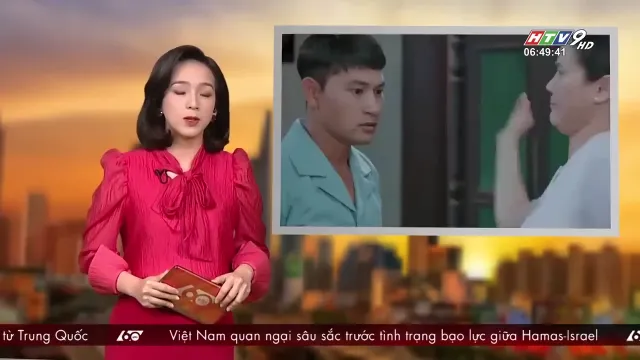 HTV9 HD
06:49:41
từ Trung Quốc 60 Việt Nam quan ngại sâu sắc trước tình trạng bạo lực giữa Hamas-Israel